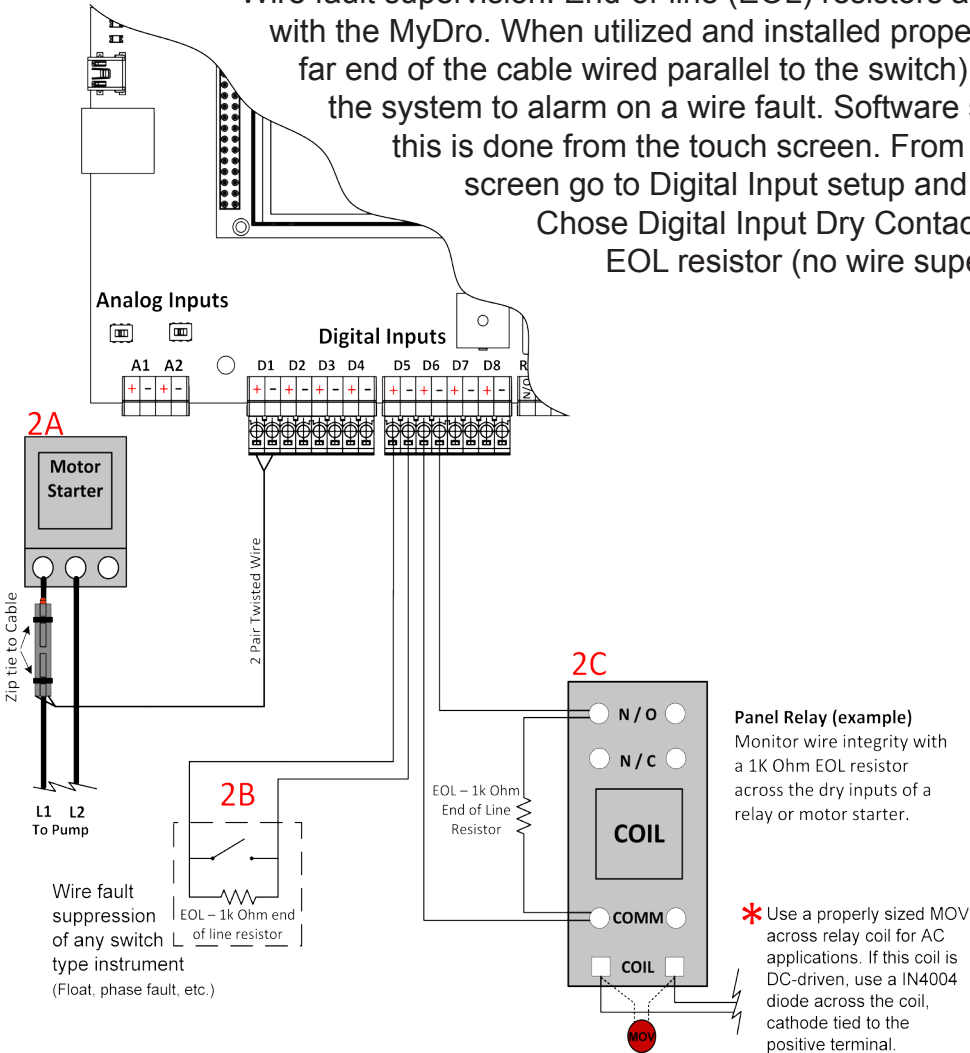 Wire fault supervision: End of line (EOL) resistors a
with the MyDro. When utilized and installed prope
far end of the cable wired parallel to the switch)
the system to alarm on a wire fault. Software s
this is done from the touch screen. From
screen go to Digital Input setup and
Chose Digital Input Dry Contac
EOL resistor (no wire supe
Analog Inputs
Digital Inputs
A1 A2
D1 D2 D3 D4
D5 D6 D7 D8
R
+ - + -
+ - + - + - + -
+ - + - + - + -
N/O
2A
Motor
Starter
Zip tie to Cable
2 Pair Twisted Wire
L1 L2
To Pump
2B
EOL – 1k Ohm end
of line resistor
Wire fault
suppression
of any switch
type instrument
(Float, phase fault, etc.)
2C
N / O
N / C
COIL
COMM
COIL
MOV
EOL – 1k Ohm
End of Line
Resistor
Panel Relay (example)
Monitor wire integrity with
a 1K Ohm EOL resistor
across the dry inputs of a
relay or motor starter.
* Use a properly sized MOV
across relay coil for AC
applications. If this coil is
DC-driven, use a IN4004
diode across the coil,
cathode tied to the
positive terminal.